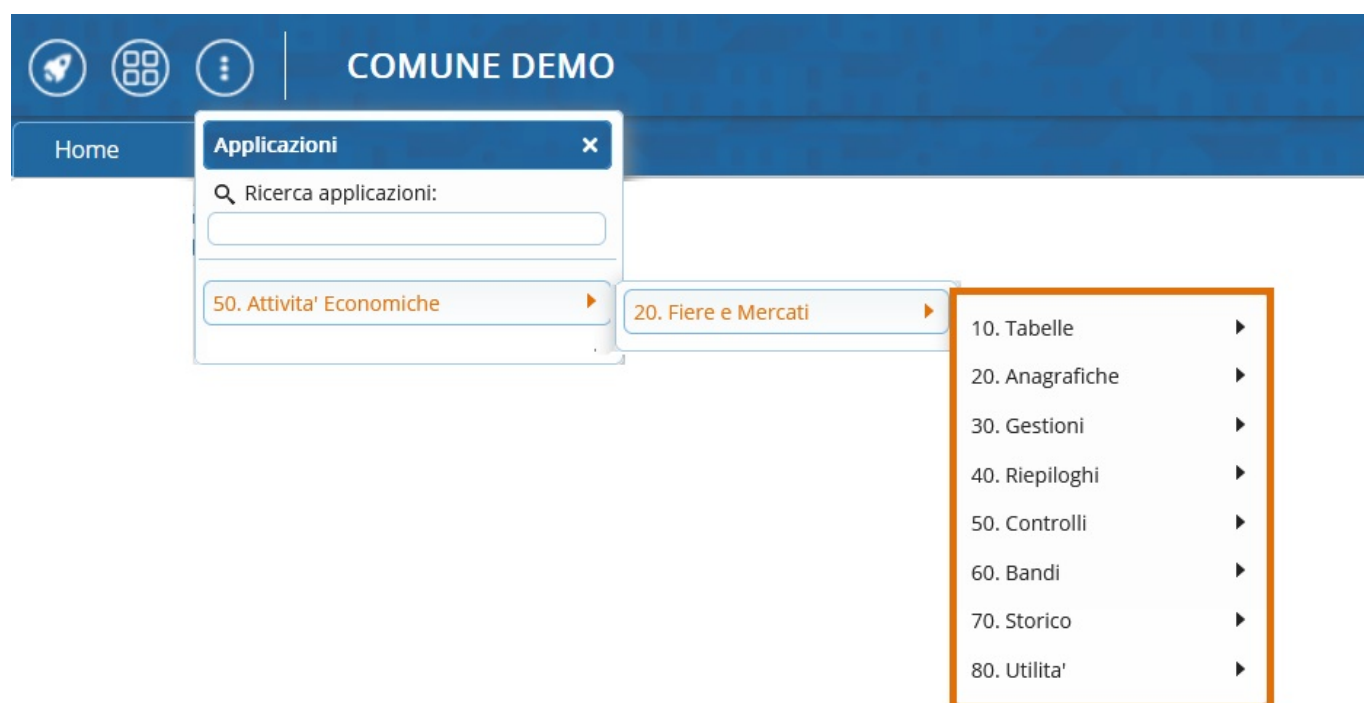 COMUNE DEMO
Home
Applicazioni
Ricerca applicazioni:
50. Attivita' Economiche
20. Fiere e Mercati
10. Tabelle
20. Anagrafiche
30. Gestioni
40. Riepiloghi
50. Controlli
60. Bandi
70. Storico
80. Utilita'